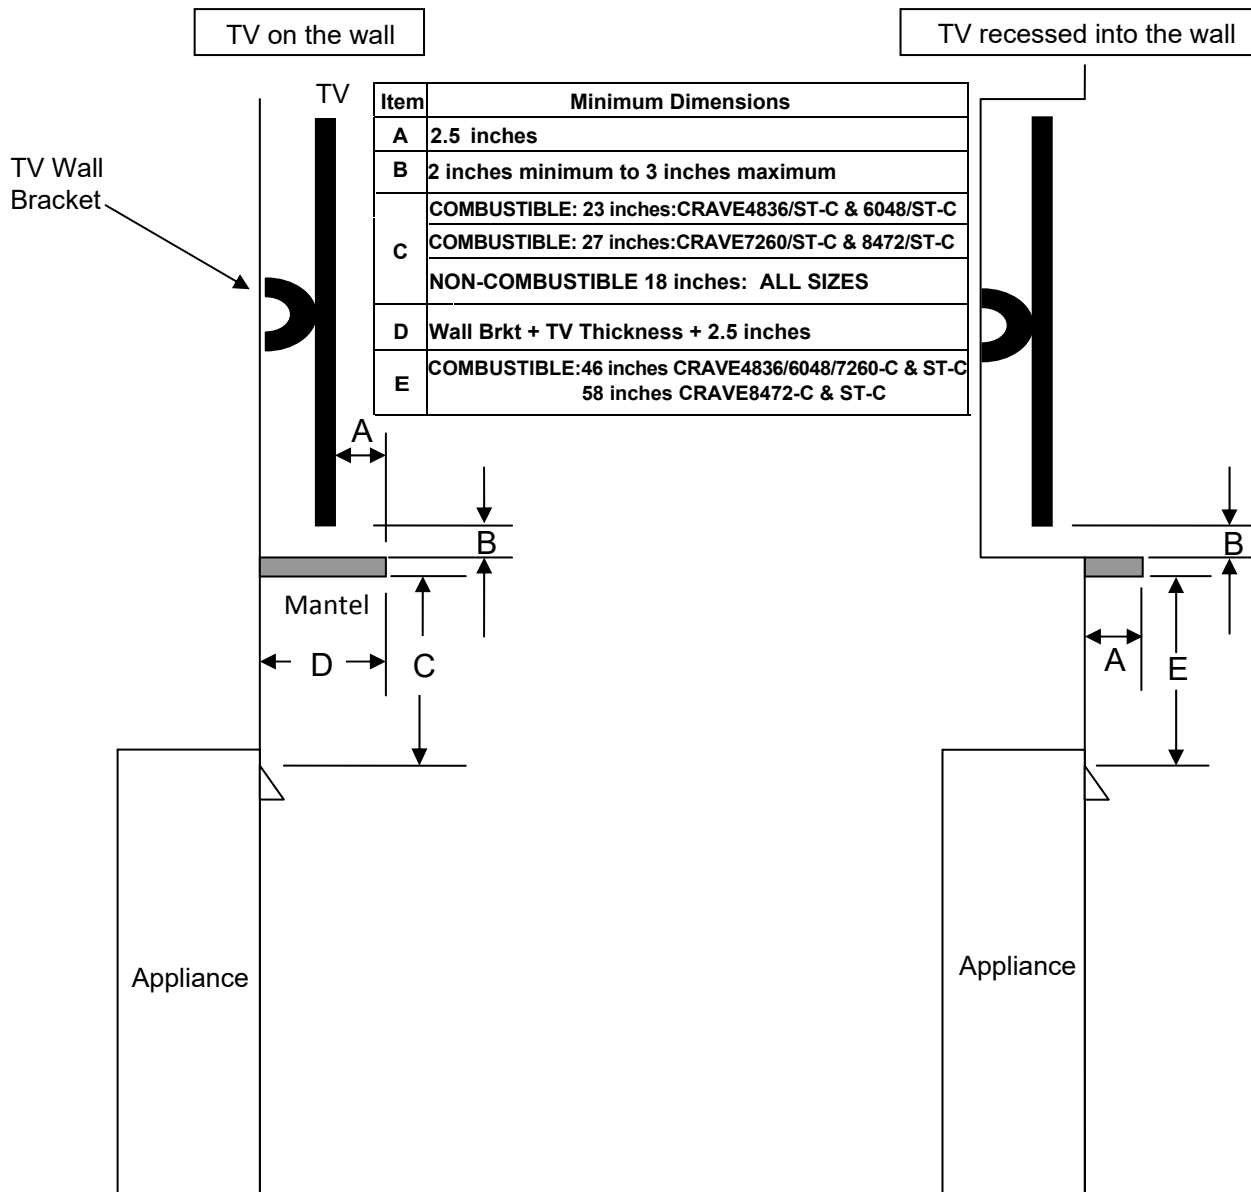 TV on the wall
TV recessed into the wall
TV
TV Wall
Bracket
Item Minimum Dimensions
A 2.5 inches
B 2 inches minimum to 3 inches maximum
C
COMBUSTIBLE: 23 inches:CRAVE4836/ST-C & 6048/ST-C
COMBUSTIBLE: 27 inches:CRAVE7260/ST-C & 8472/ST-C
NON-COMBUSTIBLE 18 inches: ALL SIZES
D Wall Brkt + TV Thickness + 2.5 inches
E
COMBUSTIBLE:46 inches CRAVE4836/6048/7260-C & ST-C
58 inches CRAVE8472-C & ST-C
A
B
Mantel
D
C
Appliance
B
A
E
Appliance